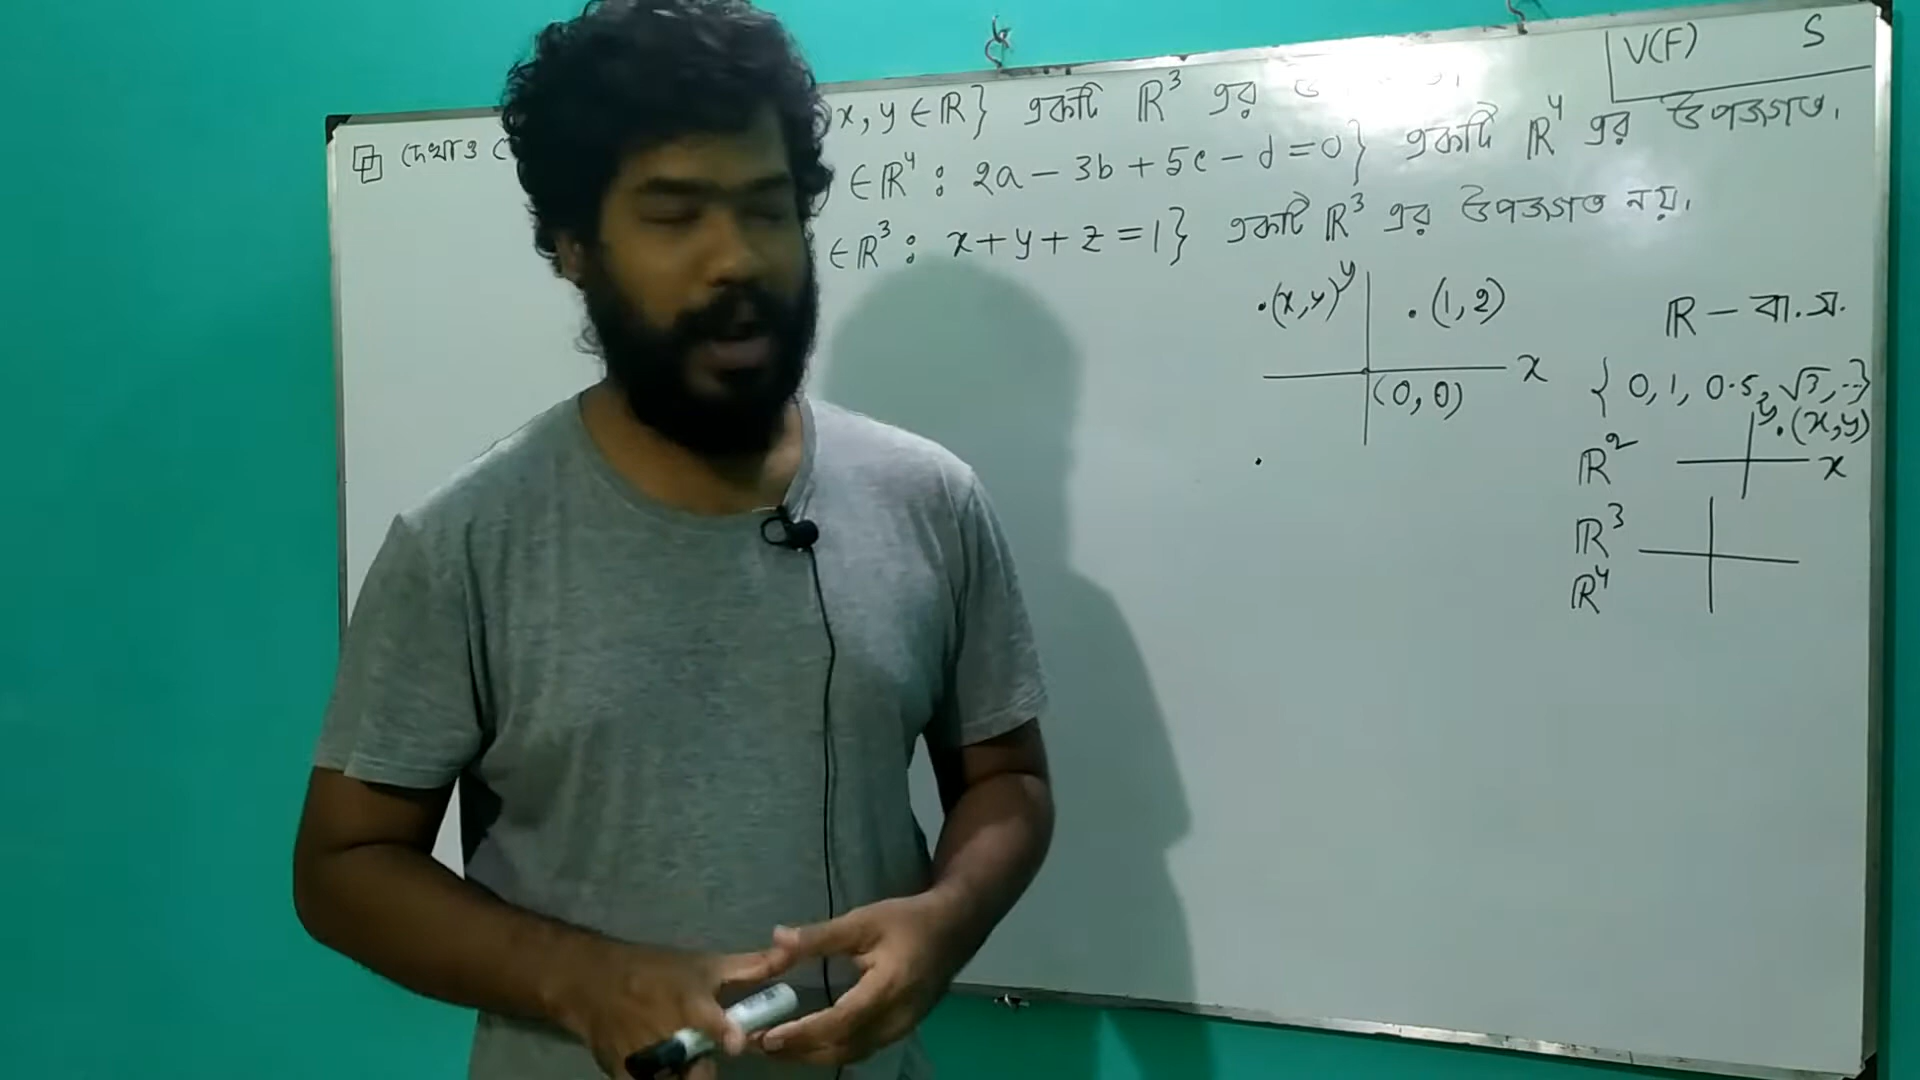 V(F) S
দেখাও
x, y ∈ ℝ} একটি ℝ³ এর
∈ ℝ⁴ : 2a − 3b + 5c − d = 0} একটি ℝ⁴ এর উপজগত।
∈ ℝ³ : x + y + z = 1} একটি ℝ³ এর উপজগত নয়।
.(x,y) y .(1,2)
x
(0,0)
ℝ − বা.স.
{0, 1, 0.5, √3, ...}
ℝ² y .(x,y)
x
ℝ³
ℝ⁴